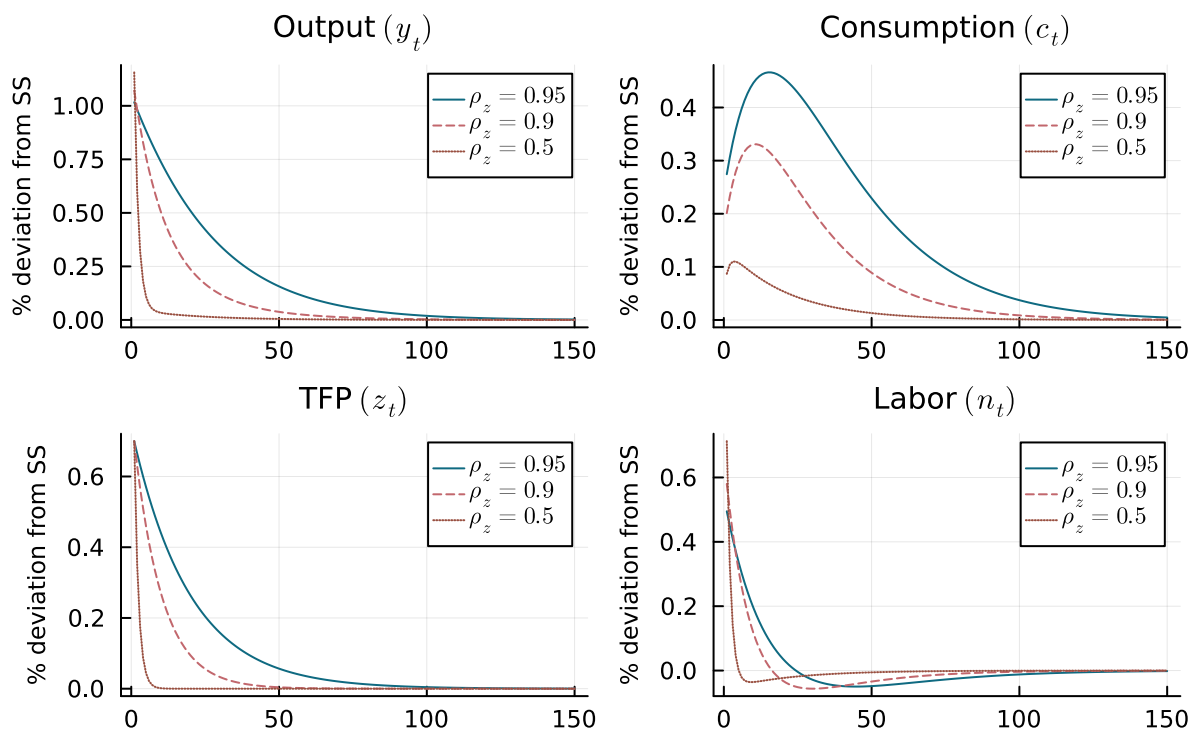 Output (y_t)
% deviation from SS
1.00
0.75
0.50
0.25
0.00
0
50
100
150
ρ_z = 0.95
ρ_z = 0.9
ρ_z = 0.5
Consumption (c_t)
% deviation from SS
0.4
0.3
0.2
0.1
0.0
0
50
100
150
ρ_z = 0.95
ρ_z = 0.9
ρ_z = 0.5
TFP (z_t)
% deviation from SS
0.6
0.4
0.2
0.0
0
50
100
150
ρ_z = 0.95
ρ_z = 0.9
ρ_z = 0.5
Labor (n_t)
% deviation from SS
0.6
0.4
0.2
0.0
0
50
100
150
ρ_z = 0.95
ρ_z = 0.9
ρ_z = 0.5